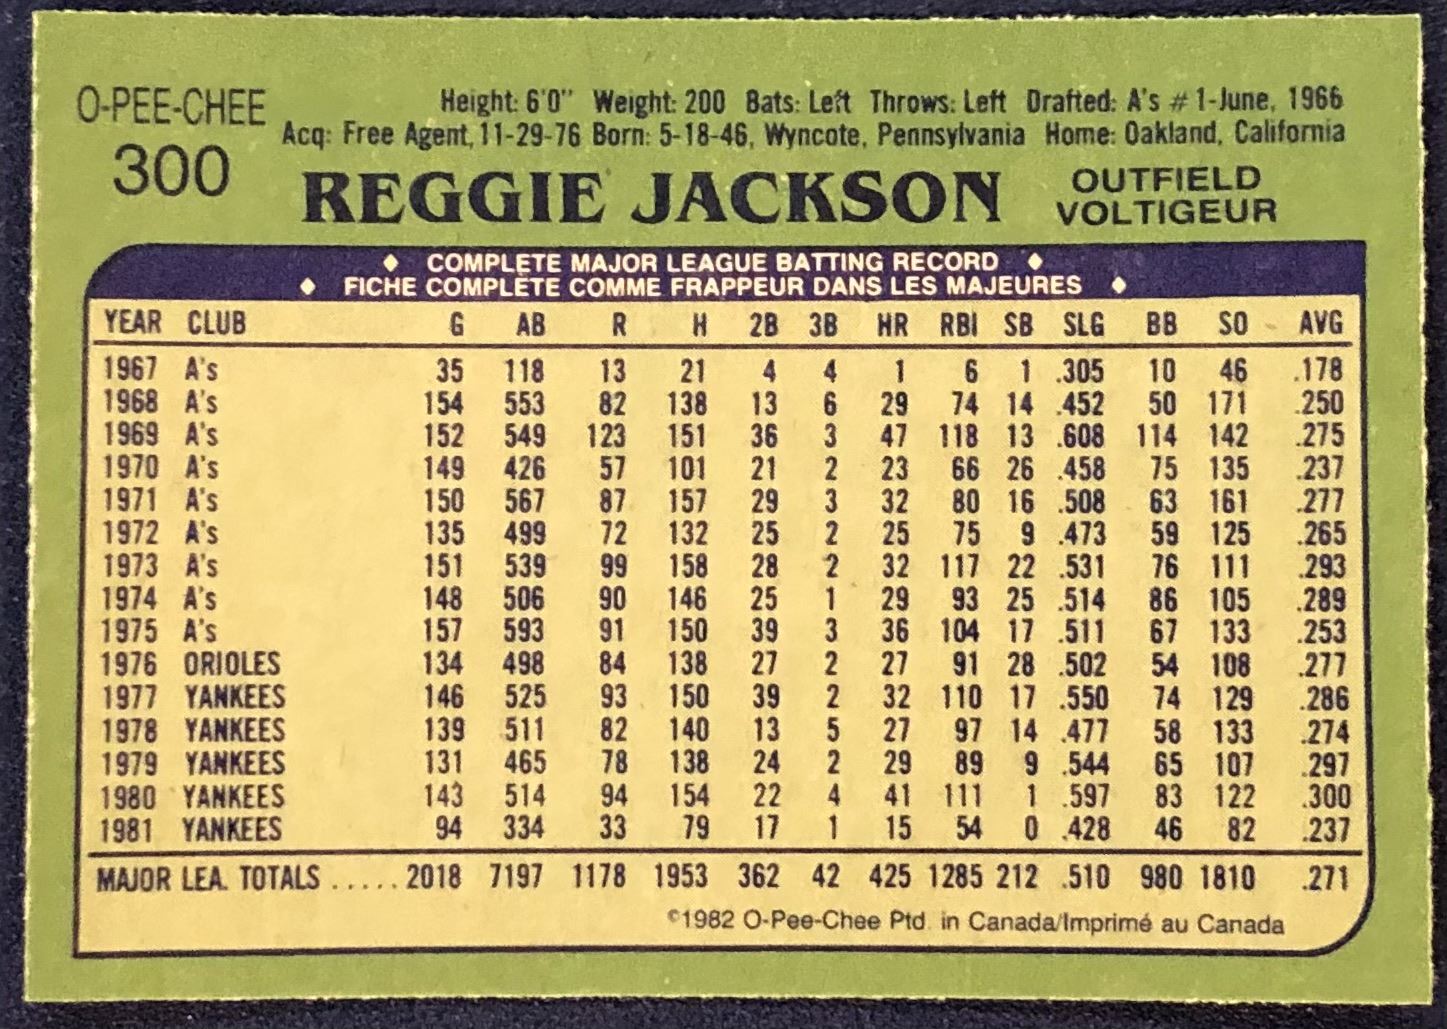 O-PEE-CHEE
300
Height: 6'0" Weight: 200 Bats: Left Throws: Left Drafted: A's #1-June, 1966
Acq: Free Agent, 11-29-76 Born: 5-18-46, Wyncote, Pennsylvania Home: Oakland, California
REGGIE JACKSON
OUTFIELD
VOLTIGEUR
♦ COMPLETE MAJOR LEAGUE BATTING RECORD ♦
♦ FICHE COMPLÈTE COMME FRAPPEUR DANS LES MAJEURES ♦
YEAR CLUB G AB R H 2B 3B HR RBI SB SLG BB SO AVG
1967 A's 35 118 13 21 4 4 1 6 1 .305 10 46 .178
1968 A's 154 553 82 138 13 6 29 74 14 .452 50 171 .250
1969 A's 152 549 123 151 36 3 47 118 13 .608 114 142 .275
1970 A's 149 426 57 101 21 2 23 66 26 .458 75 135 .237
1971 A's 150 567 87 157 29 3 32 80 16 .508 63 161 .277
1972 A's 135 499 72 132 25 2 25 75 9 .473 59 125 .265
1973 A's 151 539 99 158 28 2 32 117 22 .531 76 111 .293
1974 A's 148 506 90 146 25 1 29 93 25 .514 86 105 .289
1975 A's 157 593 91 150 39 3 36 104 17 .511 67 133 .253
1976 ORIOLES 134 498 84 138 27 2 27 91 28 .502 54 108 .277
1977 YANKEES 146 525 93 150 39 2 32 110 17 .550 74 129 .286
1978 YANKEES 139 511 82 140 13 5 27 97 14 .477 58 133 .274
1979 YANKEES 131 465 78 138 24 2 29 89 9 .544 65 107 .297
1980 YANKEES 143 514 94 154 22 4 41 111 1 .597 83 122 .300
1981 YANKEES 94 334 33 79 17 1 15 54 0 .428 46 82 .237
MAJOR LEA. TOTALS ..... 2018 7197 1178 1953 362 42 425 1285 212 .510 980 1810 .271
©1982 O-Pee-Chee Ptd. in Canada/Imprimé au Canada